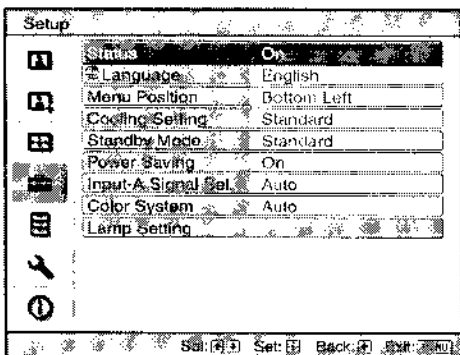 Setup
Status On
Language English
Menu Position Bottom Left
Cooling Setting Standard
Standby Mode Standard
Power Saving On
Input-A Signal Sel. Auto
Color System Auto
Lamp Setting
Sel: Set: Back: Exit: